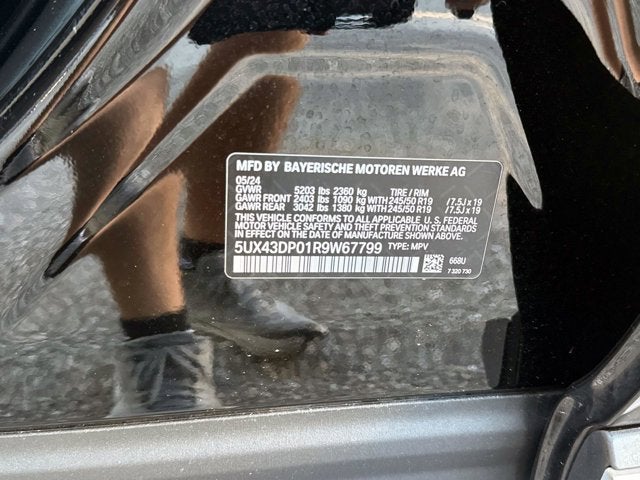 MFD BY BAYERISCHE MOTOREN WERKE AG
05/24
GVWR 5203 lbs 2360 kg TIRE / RIM
GAWR FRONT 2403 lbs 1090 kg WITH 245/50 R19 / 7.5J x 19
GAWR REAR 3042 lbs 1380 kg WITH 245/50 R19 / 7.5J x 19
THIS VEHICLE CONFORMS TO ALL APPLICABLE U. S. FEDERAL
MOTOR VEHICLE SAFETY AND THEFT PREVENTION STANDARDS
IN EFFECT ON THE DATE OF MANUFACTURE SHOWN ABOVE.
5UX43DP01R9W67799 TYPE: MPV
668U
7 320 730